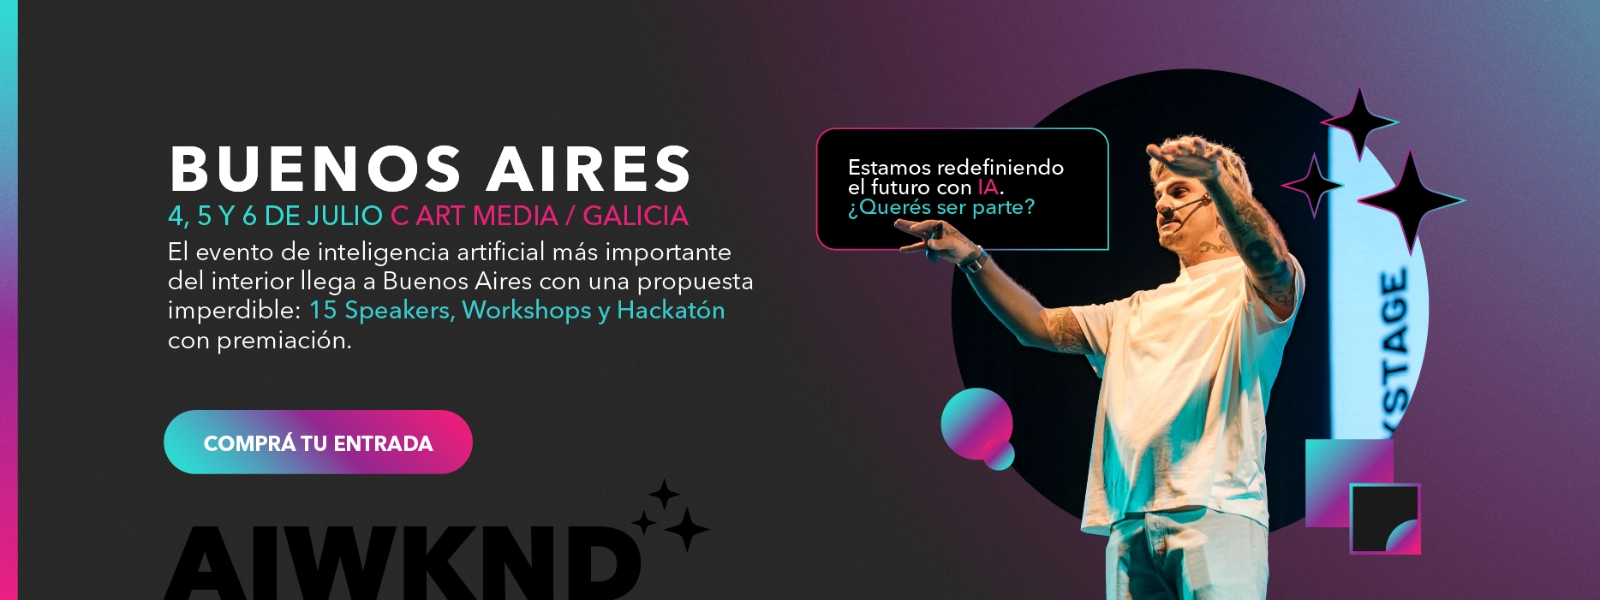 BUENOS AIRES
4, 5 Y 6 DE JULIO C ART MEDIA / GALICIA
El evento de inteligencia artificial más importante
del interior llega a Buenos Aires con una propuesta
imperdible: 15 Speakers, Workshops y Hackatón
con premiación.
COMPRÁ TU ENTRADA
AIWKND
Estamos redefiniendo
el futuro con IA.
¿Querés ser parte?
KSTAGE